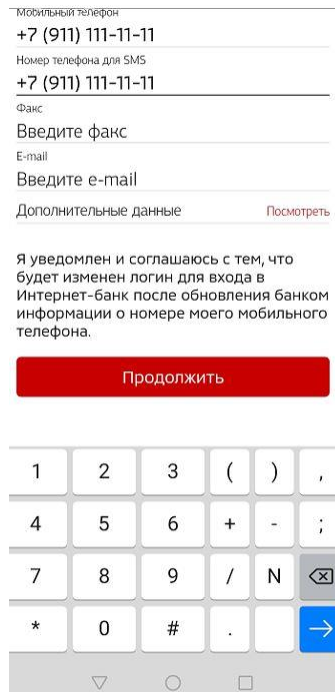 Мобильный телефон
+7 (911) 111-11-11
Номер телефона для SMS
+7 (911) 111-11-11
Факс
Введите факс
E-mail
Введите e-mail
Дополнительные данные Посмотреть
Я уведомлен и соглашаюсь с тем, что
будет изменен логин для входа в
Интернет-банк после обновления банком
информации о номере моего мобильного
телефона.
Продолжить
1 2 3 ( ) ,
4 5 6 + - ;
7 8 9 / N
* 0 # .